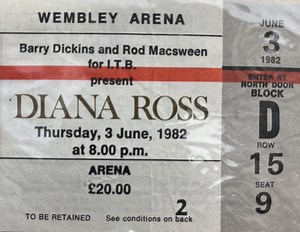 WEMBLEY ARENA
Barry Dickins and Rod Macsween
for I.T.B.
present
DIANA ROSS
Thursday, 3 June, 1982
at 8.00 p.m.
ARENA
£20.00
2
TO BE RETAINED See conditions on back
JUNE
3
1982
ENTER AT
NORTH DOOR
BLOCK
D
ROW
15
SEAT
9